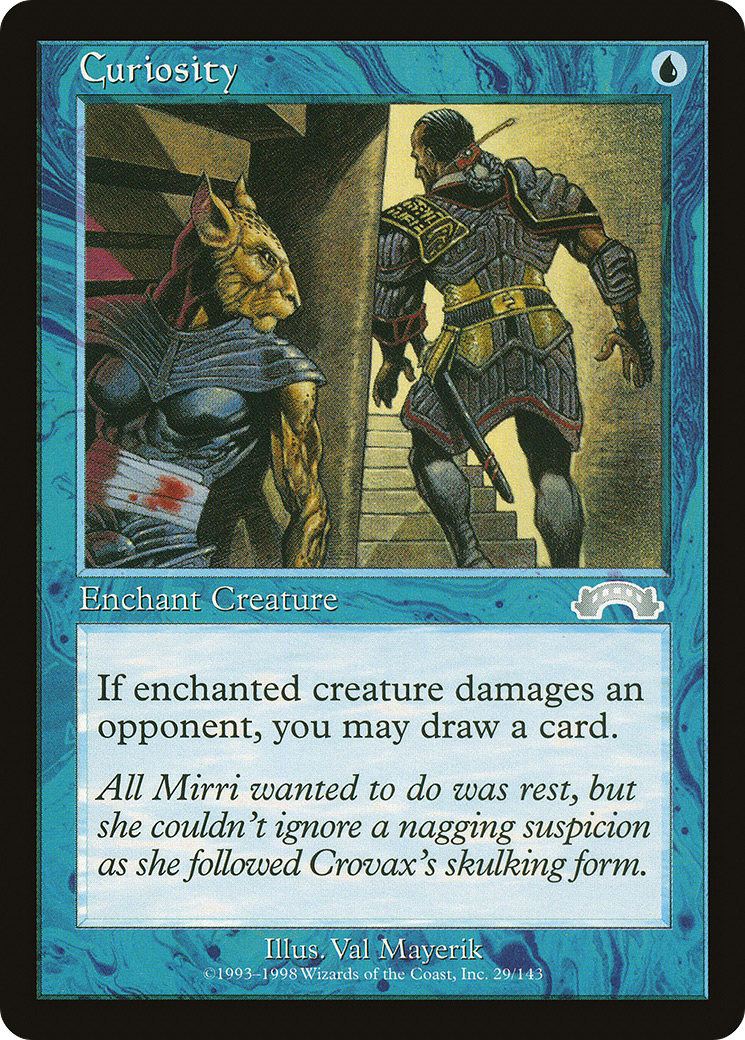 Curiosity
Enchant Creature
If enchanted creature damages an
opponent, you may draw a card.
All Mirri wanted to do was rest, but
she couldn't ignore a nagging suspicion
as she followed Crovax's skulking form.
Illus. Val Mayerik
©1993–1998 Wizards of the Coast, Inc. 29/143